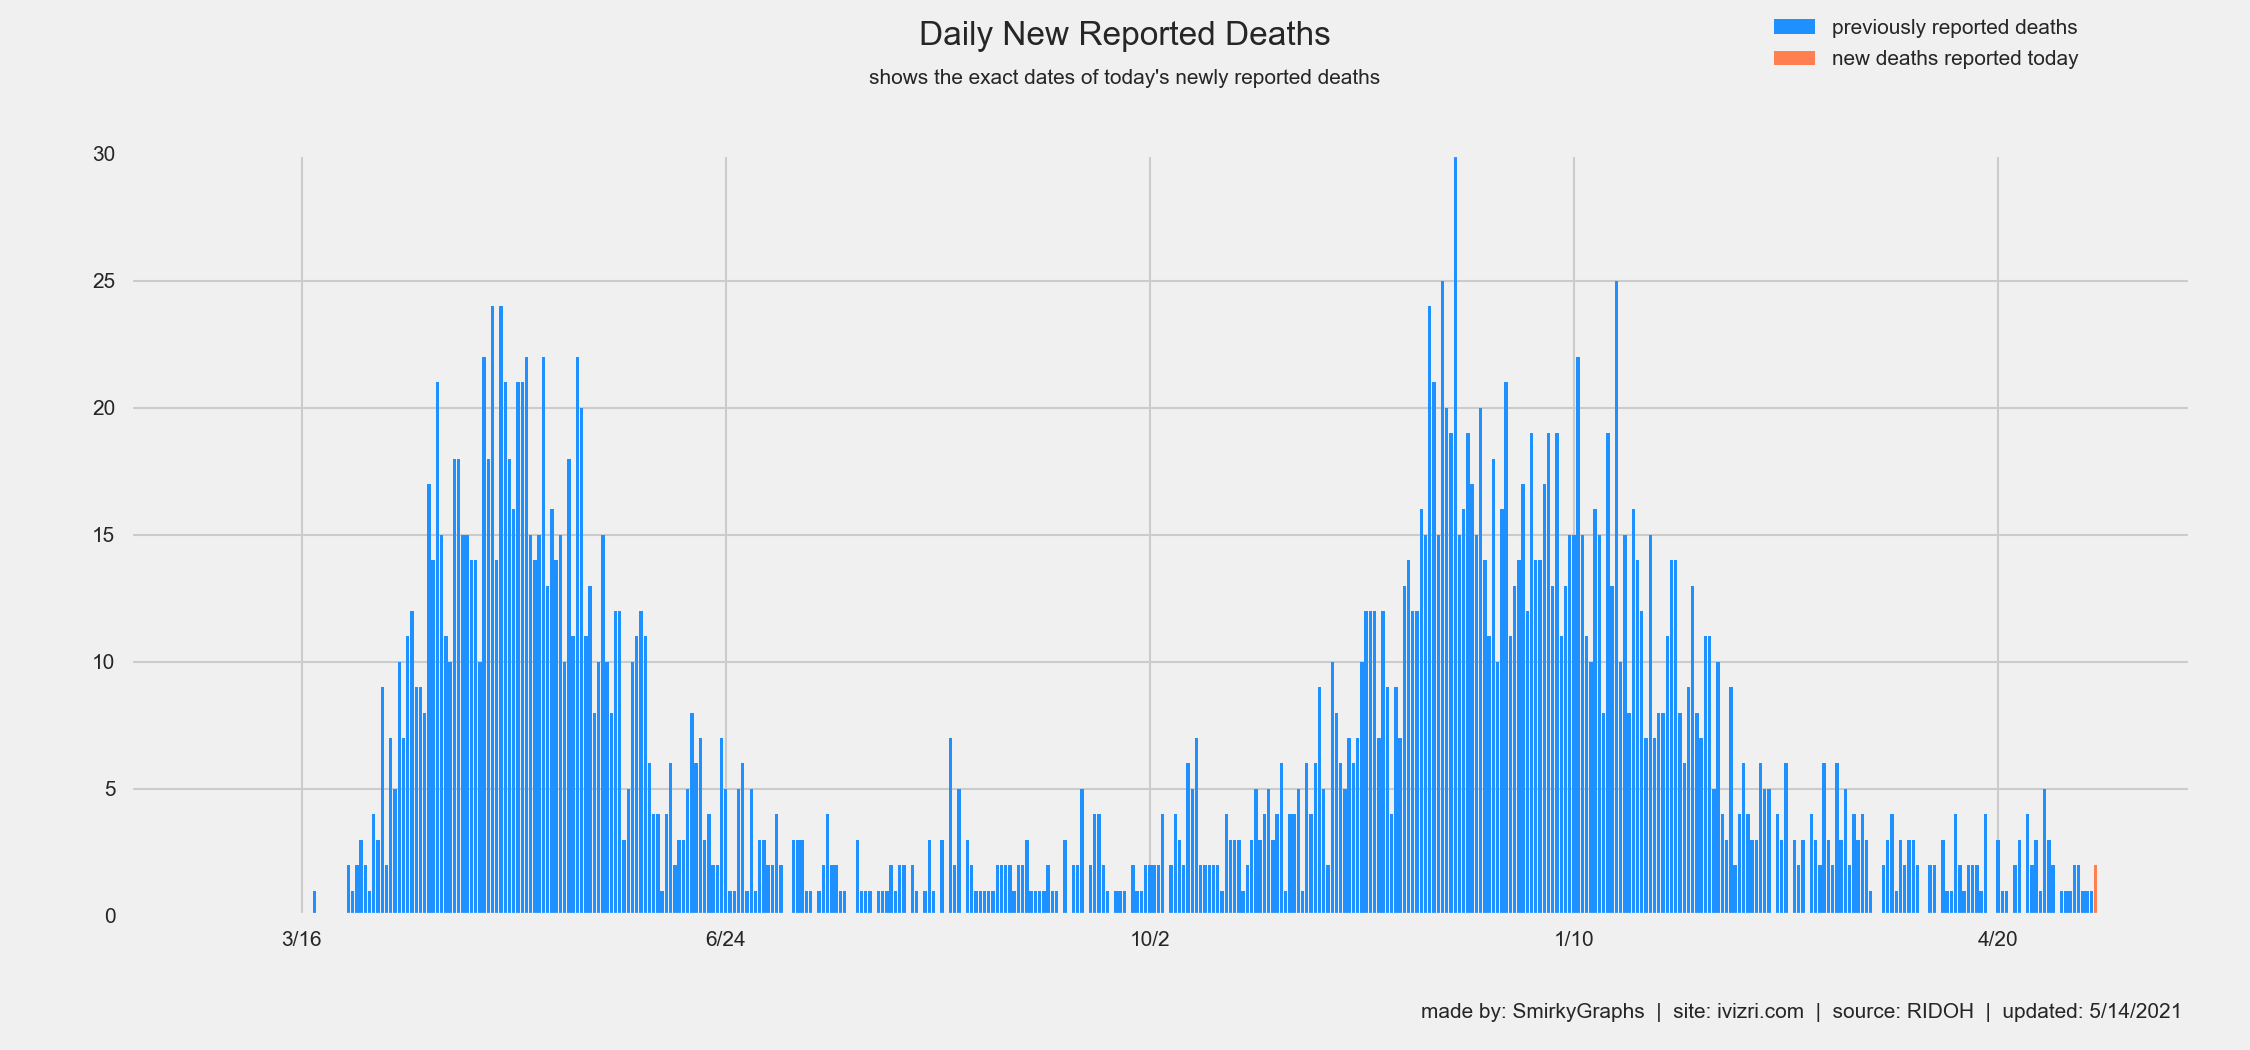 Daily New Reported Deaths
shows the exact dates of today's newly reported deaths
previously reported deaths
new deaths reported today
30
25
20
15
10
5
0
3/16 6/24 10/2 1/10 4/20
made by: SmirkyGraphs | site: ivizri.com | source: RIDOH | updated: 5/14/2021